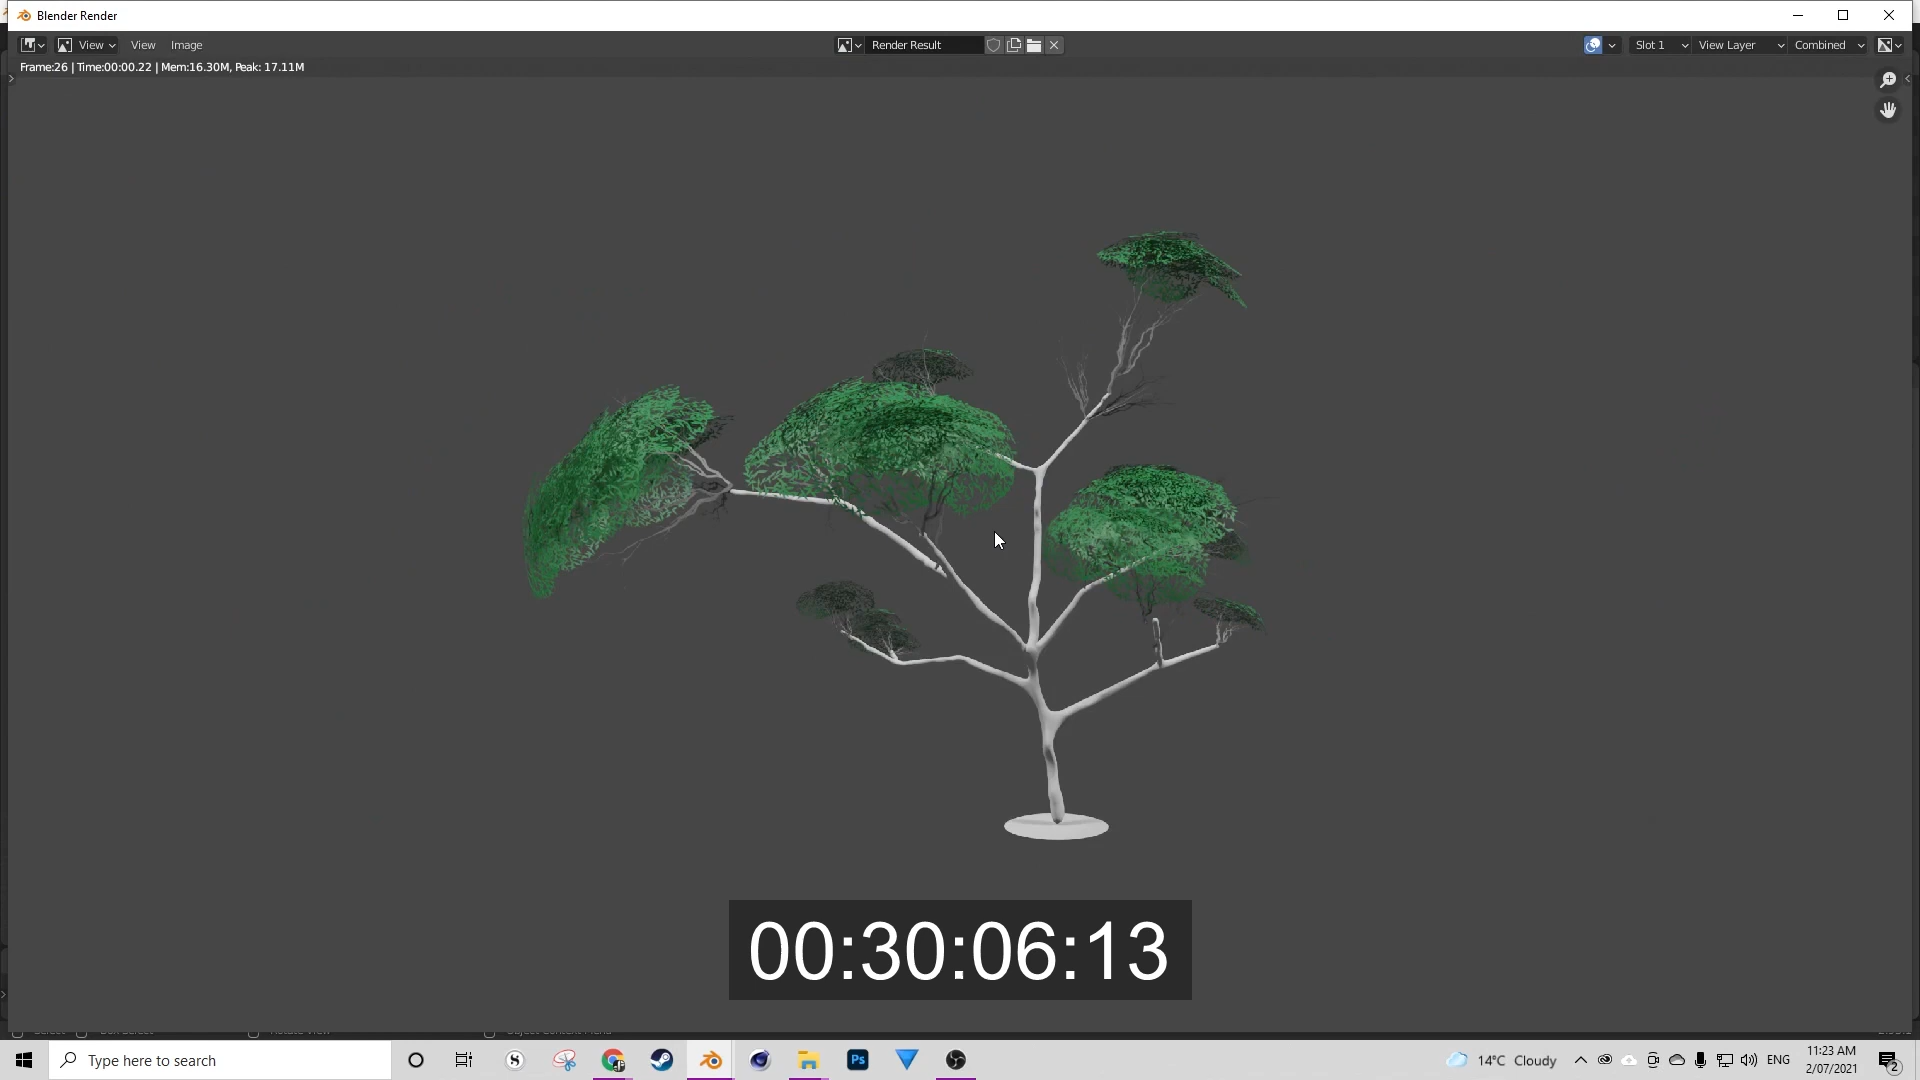 Blender Render
View View Image Render Result Slot 1 View Layer Combined
Frame:26 | Time:00:00.22 | Mem:16.30M, Peak: 17.11M
00:30:06:13
Type here to search
Ps
14°C Cloudy
ENG
11:23 AM
2/07/2021
2